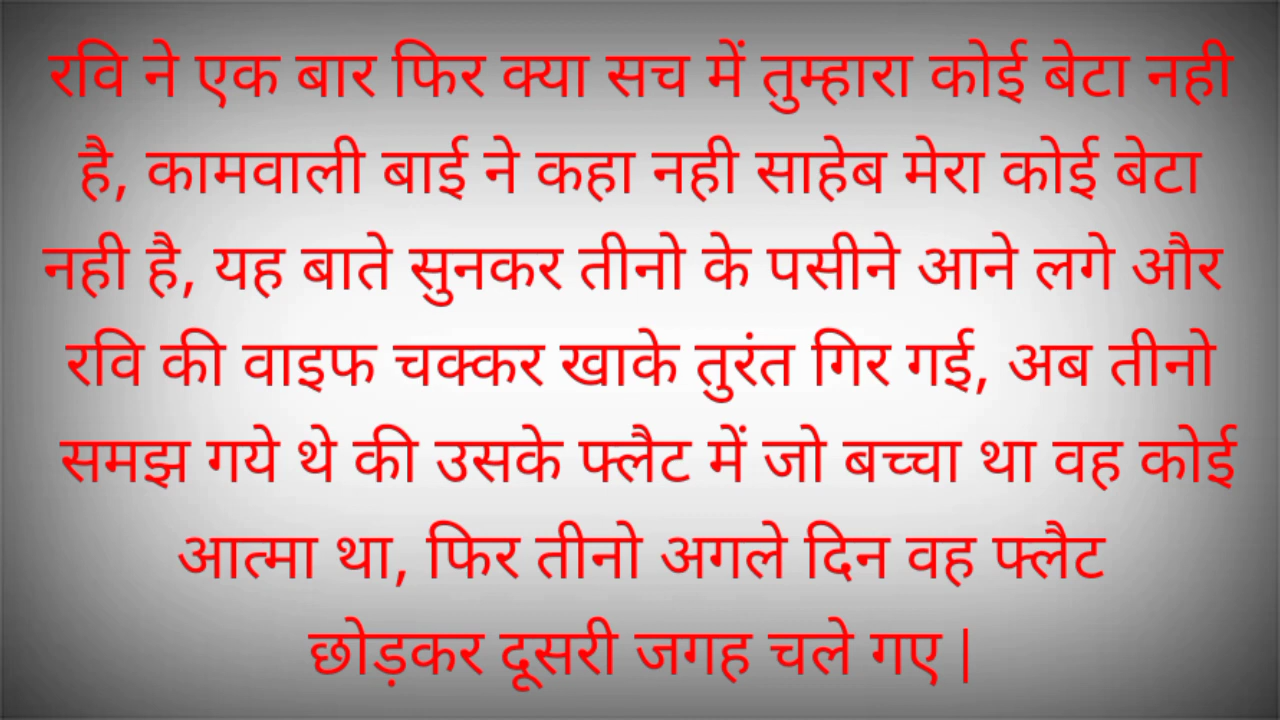 रवि ने एक बार फिर क्या सच में तुम्हारा कोई बेटा नही
है, कामवाली बाई ने कहा नही साहेब मेरा कोई बेटा
नही है, यह बाते सुनकर तीनो के पसीने आने लगे और
रवि की वाइफ चक्कर खाके तुरंत गिर गई, अब तीनो
समझ गये थे की उसके फ्लैट में जो बच्चा था वह कोई
आत्मा था, फिर तीनो अगले दिन वह फ्लैट
छोड़कर दूसरी जगह चले गए |